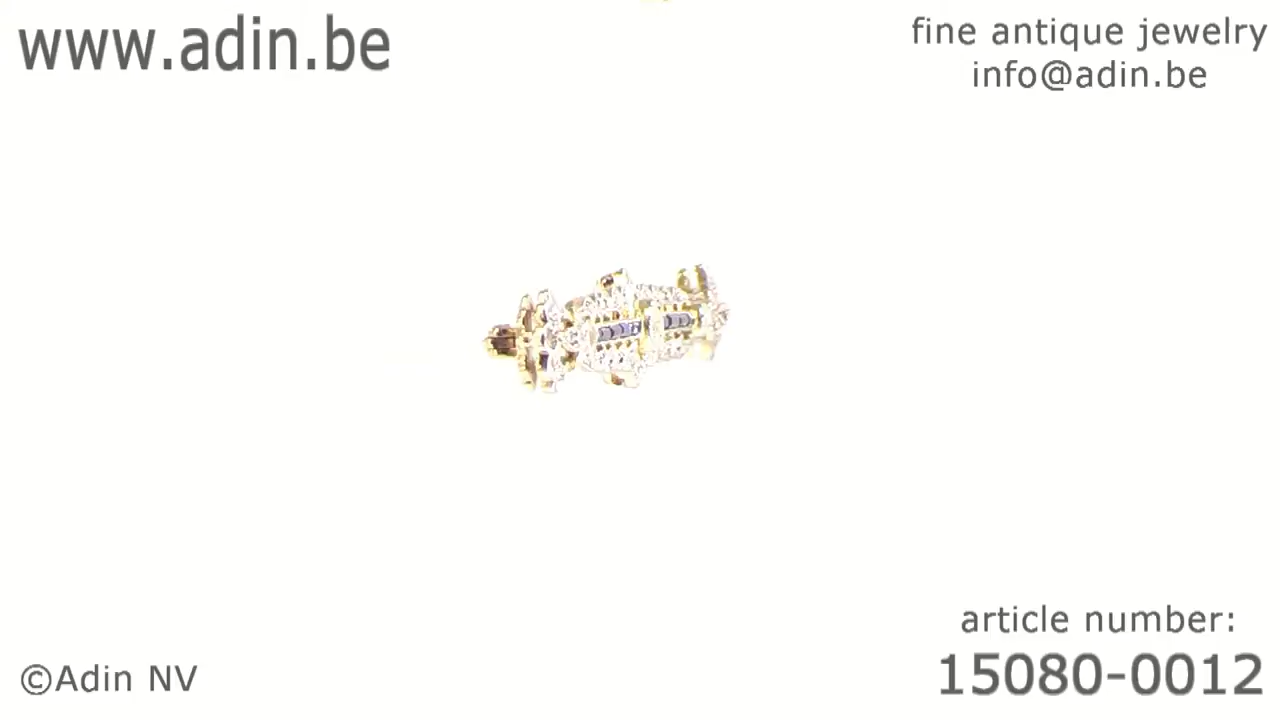 www.adin.be
fine antique jewelry
info@adin.be
©Adin NV
article number:
15080-0012